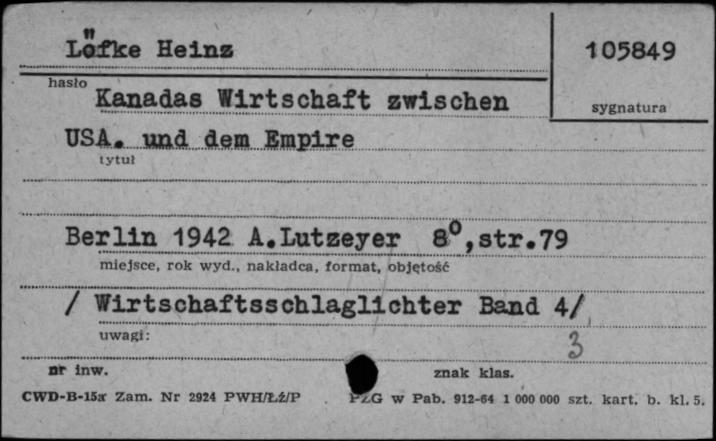 Löfke Heinz
105849
hasło
Kanadas Wirtschaft zwischen
sygnatura
USA. und dem Empire
tytuł
Berlin 1942 A.Lutzeyer 8⁰,str.79
miejsce, rok wyd., nakładca, format, objętość
/ Wirtschaftsschlaglichter Band 4/
uwagi:
3
nr inw.
znak klas.
CWD-B-15a Zam. Nr 2924 PWH/Łź/P PZG w Pab. 912-64 1 000 000 szt. kart. b. kl. 5.